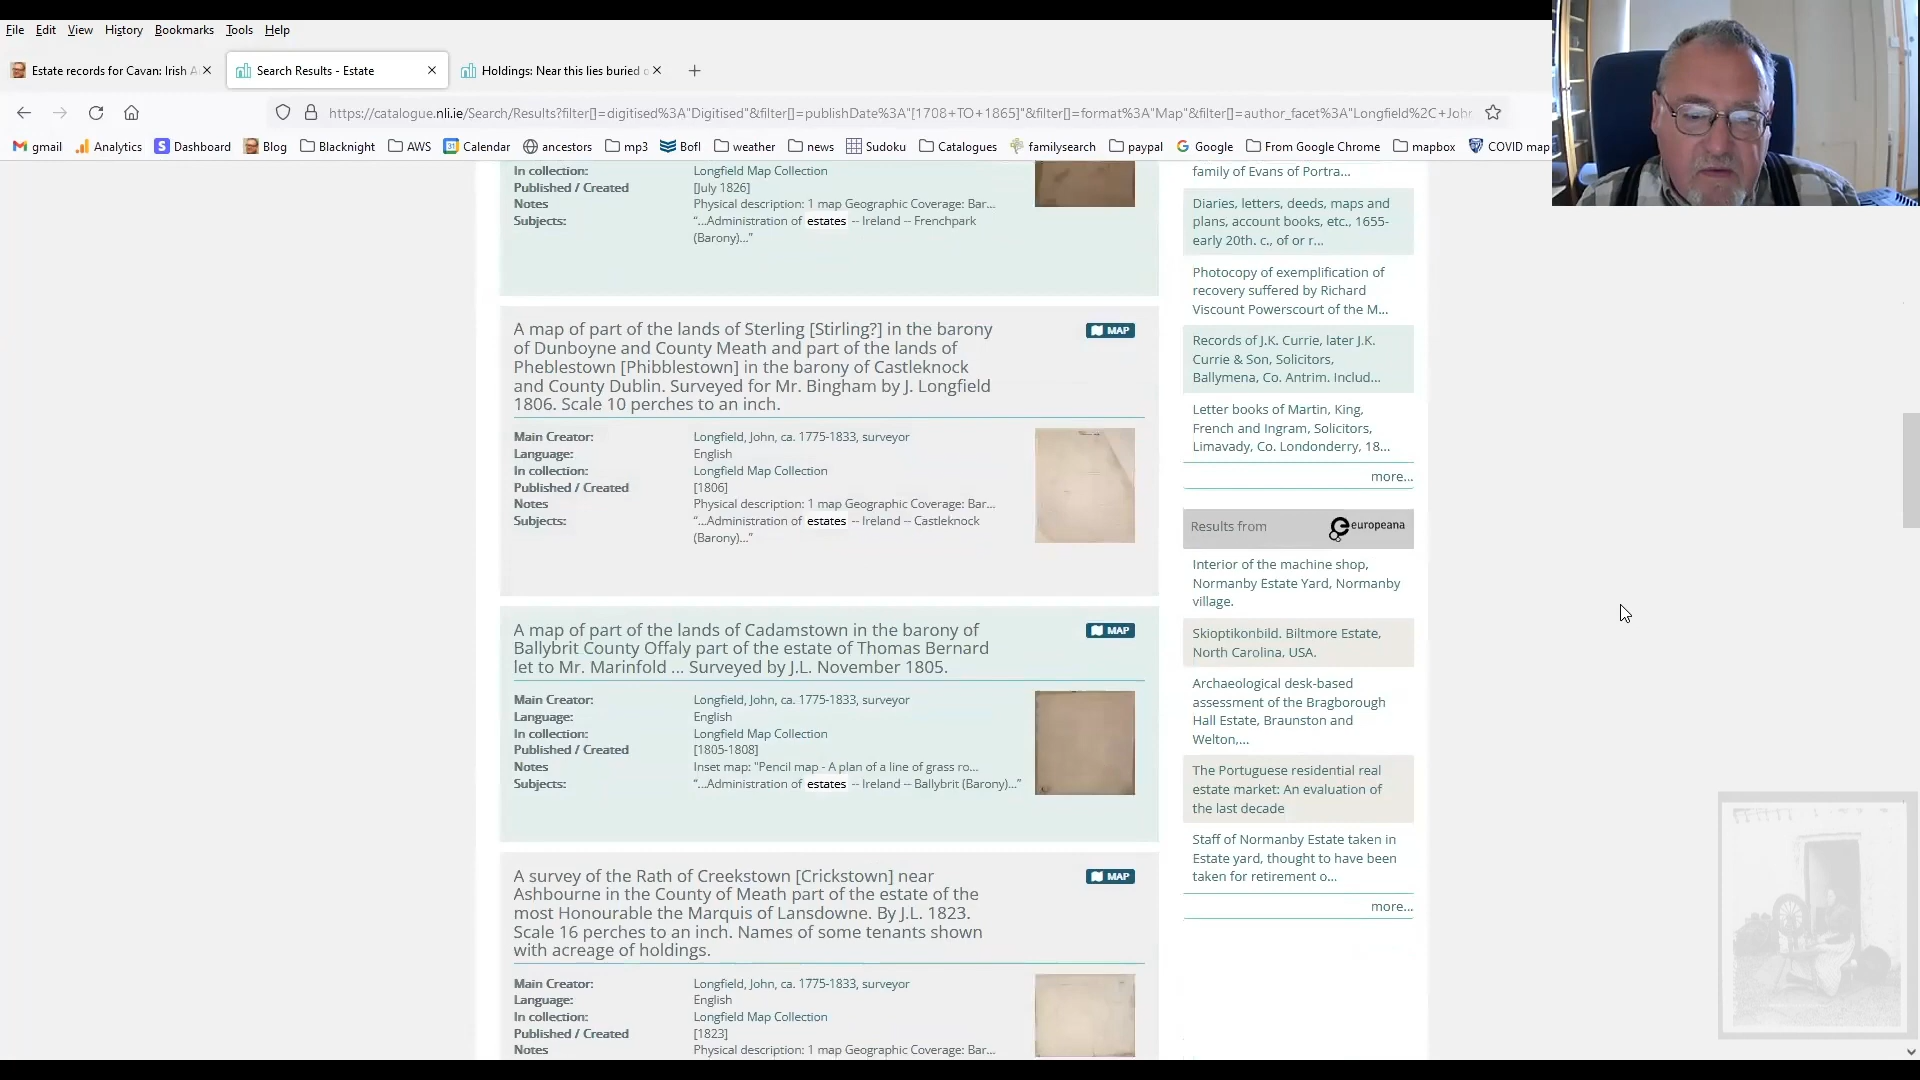 File Edit View History Bookmarks Tools Help
Estate records for Cavan: Irish A
Search Results - Estate
Holdings: Near this lies buried o
https://catalogue.nli.ie/Search/Results?filter[]=digitised%3A"Digitised"&filter[]=publishDate%3A"[1708+TO+1865]"&filter[]=format%3A"Map"&filter[]=author_facet%3A"Longfield%2C+Johr
gmail Analytics Dashboard Blog Blacknight AWS Calendar ancestors mp3 BofI weather news Sudoku Catalogues familysearch paypal Google From Google Chrome mapbox COVID map
In collection: Longfield Map Collection
Published / Created [July 1826]
Notes Physical description: 1 map Geographic Coverage: Bar...
Subjects: “...Administration of estates -- Ireland -- Frenchpark
(Barony)...”
A map of part of the lands of Sterling [Stirling?] in the barony
of Dunboyne and County Meath and part of the lands of
Pheblestown [Phibblestown] in the barony of Castleknock
and County Dublin. Surveyed for Mr. Bingham by J. Longfield
1806. Scale 10 perches to an inch.
MAP
Main Creator: Longfield, John, ca. 1775-1833, surveyor
Language: English
In collection: Longfield Map Collection
Published / Created [1806]
Notes Physical description: 1 map Geographic Coverage: Bar...
Subjects: “...Administration of estates -- Ireland -- Castleknock
(Barony)...”
A map of part of the lands of Cadamstown in the barony of
Ballybrit County Offaly part of the estate of Thomas Bernard
let to Mr. Marinfold ... Surveyed by J.L. November 1805.
MAP
Main Creator: Longfield, John, ca. 1775-1833, surveyor
Language: English
In collection: Longfield Map Collection
Published / Created [1805-1808]
Notes Inset map: "Pencil map - A plan of a line of grass ro...
Subjects: “...Administration of estates -- Ireland -- Ballybrit (Barony)...”
A survey of the Rath of Creekstown [Crickstown] near
Ashbourne in the County of Meath part of the estate of the
most Honourable the Marquis of Lansdowne. By J.L. 1823.
Scale 16 perches to an inch. Names of some tenants shown
with acreage of holdings.
MAP
Main Creator: Longfield, John, ca. 1775-1833, surveyor
Language: English
In collection: Longfield Map Collection
Published / Created [1823]
Notes Physical description: 1 map Geographic Coverage: Bar...
family of Evans of Portra...
Diaries, letters, deeds, maps and
plans, account books, etc., 1655-
early 20th. c., of or r...
Photocopy of exemplification of
recovery suffered by Richard
Viscount Powerscourt of the M...
Records of J.K. Currie, later J.K.
Currie & Son, Solicitors,
Ballymena, Co. Antrim. Includ...
Letter books of Martin, King,
French and Ingram, Solicitors,
Limavady, Co. Londonderry, 18...
more...
Results from europeana
Interior of the machine shop,
Normanby Estate Yard, Normanby
village.
Skioptikonbild. Biltmore Estate,
North Carolina, USA.
Archaeological desk-based
assessment of the Bragborough
Hall Estate, Braunston and
Welton,...
The Portuguese residential real
estate market: An evaluation of
the last decade
Staff of Normanby Estate taken in
Estate yard, thought to have been
taken for retirement o...
more...